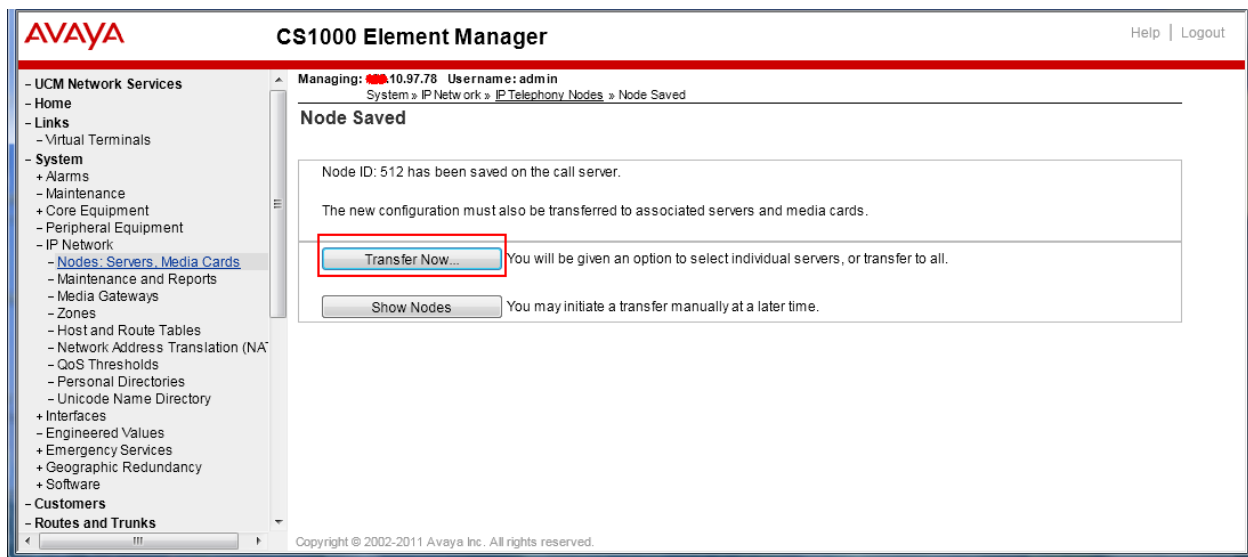 AVAYA
CS1000 Element Manager
Help | Logout
– UCM Network Services
– Home
– Links
– Virtual Terminals
– System
+ Alarms
– Maintenance
+ Core Equipment
– Peripheral Equipment
– IP Network
– Nodes: Servers, Media Cards
– Maintenance and Reports
– Media Gateways
– Zones
– Host and Route Tables
– Network Address Translation (NAT
– QoS Thresholds
– Personal Directories
– Unicode Name Directory
+ Interfaces
– Engineered Values
+ Emergency Services
+ Geographic Redundancy
+ Software
– Customers
– Routes and Trunks
Managing: .10.97.78 Username: admin
System » IP Network » IP Telephony Nodes » Node Saved
Node Saved
Node ID: 512 has been saved on the call server.
The new configuration must also be transferred to associated servers and media cards.
Transfer Now... You will be given an option to select individual servers, or transfer to all.
Show Nodes You may initiate a transfer manually at a later time.
Copyright © 2002-2011 Avaya Inc. All rights reserved.